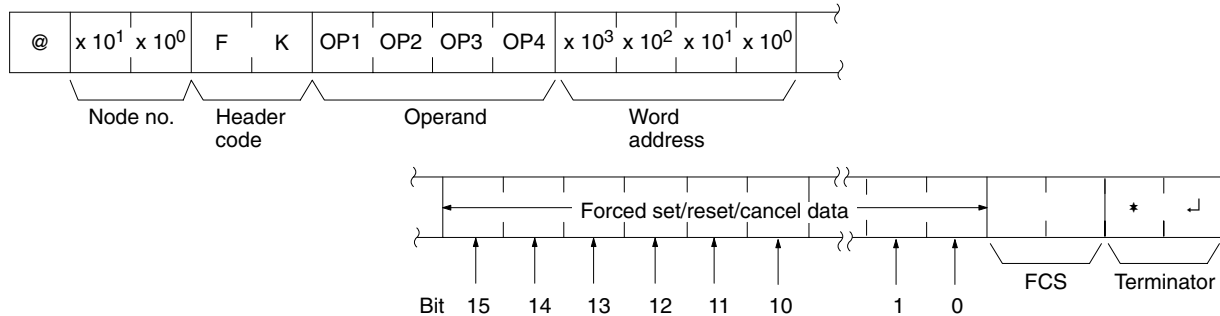 @ x 10¹ x 10⁰ F K OP1 OP2 OP3 OP4 x 10³ x 10² x 10¹ x 10⁰
Node no. Header code Operand Word address
Forced set/reset/cancel data * ↵
Bit 15 14 13 12 11 10 1 0 FCS Terminator